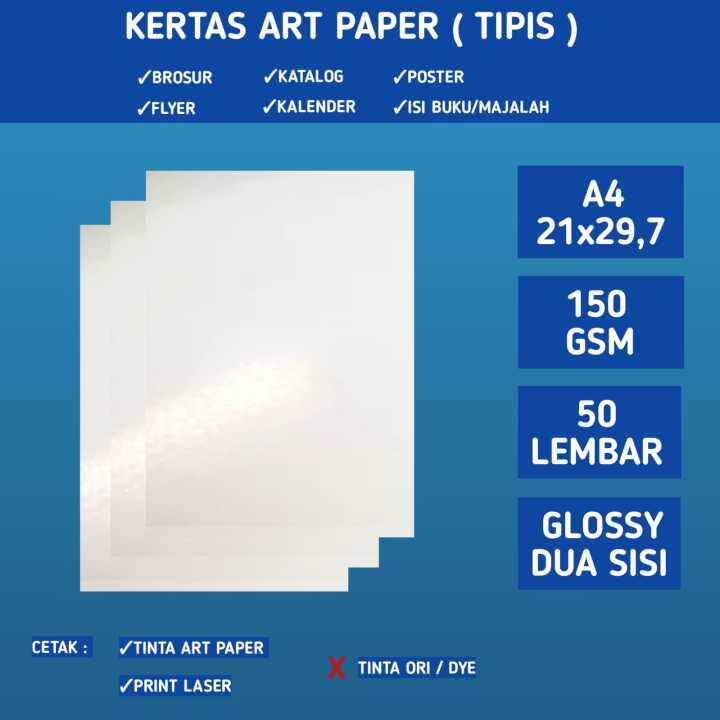 KERTAS ART PAPER ( TIPIS )
✓BROSUR ✓KATALOG ✓POSTER
✓FLYER ✓KALENDER ✓ISI BUKU/MAJALAH
A4
21x29,7
150
GSM
50
LEMBAR
GLOSSY
DUA SISI
CETAK : ✓TINTA ART PAPER
X TINTA ORI / DYE
✓PRINT LASER